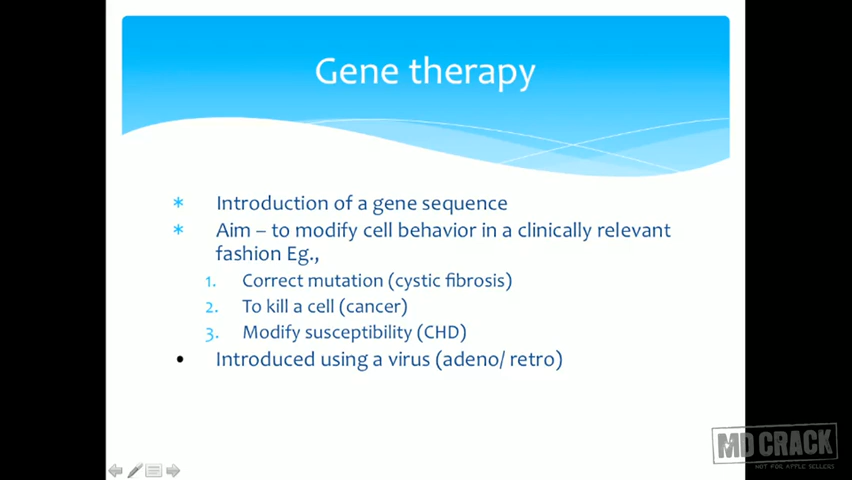 Gene therapy
* Introduction of a gene sequence
* Aim – to modify cell behavior in a clinically relevant
fashion Eg.,
1. Correct mutation (cystic fibrosis)
2. To kill a cell (cancer)
3. Modify susceptibility (CHD)
• Introduced using a virus (adeno/ retro)
MD CRACK
NOT FOR APPLE SELLERS